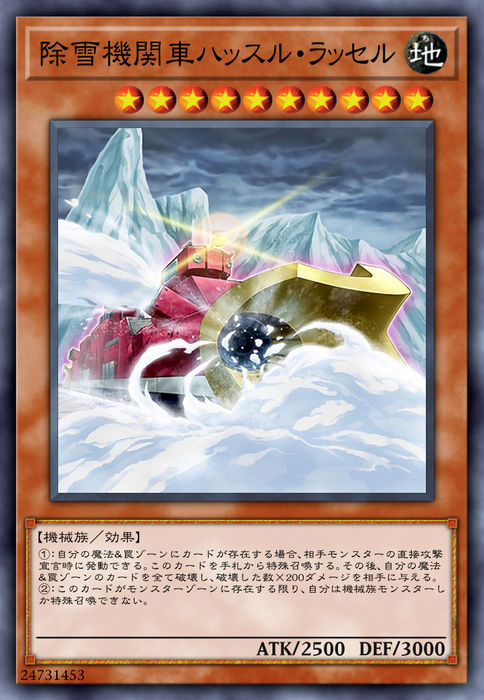 除雪機関車ハッスル・ラッセル
地
ち
【機械族／効果】
①：自分の魔法&罠ゾーンにカードが存在する場合、相手モンスターの直接攻撃
宣言時に発動できる。このカードを手札から特殊召喚する。その後、自分の魔法
&罠ゾーンのカードを全て破壊し、破壊した数×200ダメージを相手に与える。
②：このカードがモンスターゾーンに存在する限り、自分は機械族モンスターし
か特殊召喚できない。
ATK/2500 DEF/3000
24731453